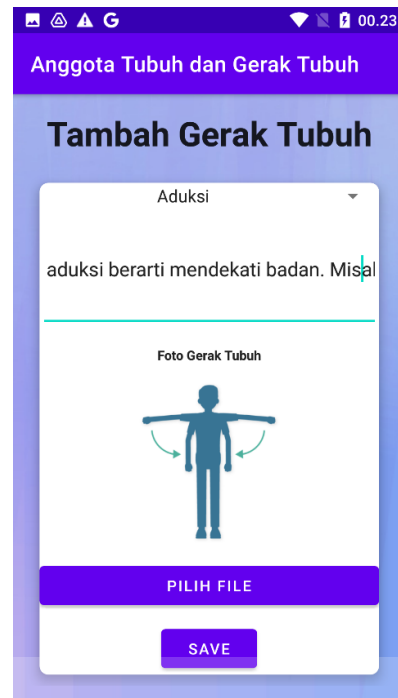 G 00.23
Anggota Tubuh dan Gerak Tubuh
Tambah Gerak Tubuh
Aduksi
aduksi berarti mendekati badan. Misal
Foto Gerak Tubuh
PILIH FILE
SAVE